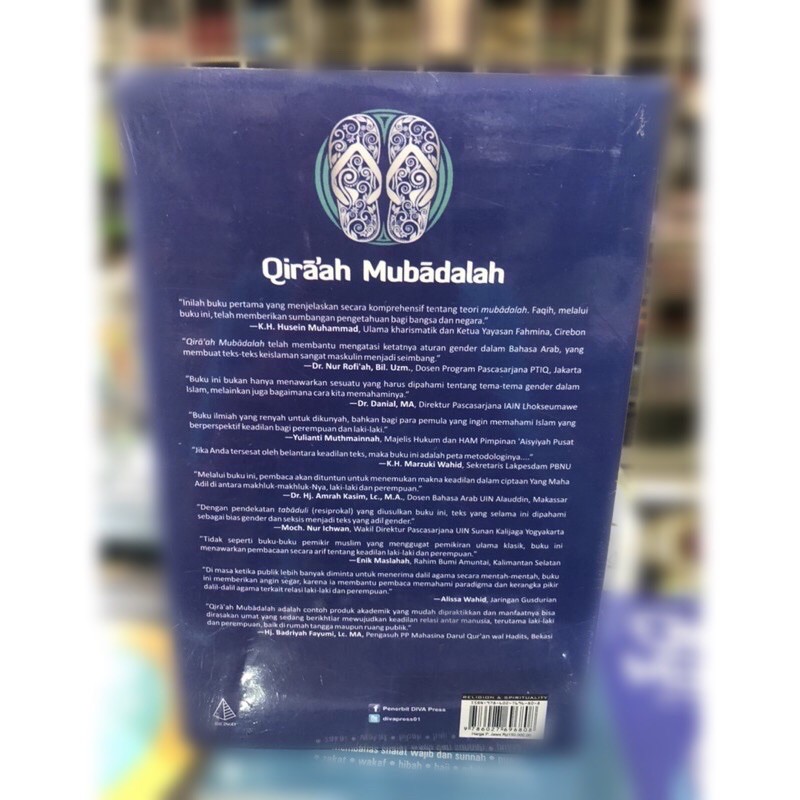 Qirā'ah Mubādalah
"Inilah buku pertama yang menjelaskan secara komprehensif tentang teori mubādalah. Faqih, melalui
buku ini, telah memberikan sumbangan pengetahuan bagi bangsa dan negara."
—K.H. Husein Muhammad, Ulama kharismatik dan Ketua Yayasan Fahmina, Cirebon
"Qirā'ah Mubādalah telah membantu mengatasi ketatnya aturan gender dalam Bahasa Arab, yang
membuat teks-teks keislaman sangat maskulin menjadi seimbang."
—Dr. Nur Rofi'ah, Bil. Uzm., Dosen Program Pascasarjana PTIQ, Jakarta
"Buku ini bukan hanya menawarkan sesuatu yang harus dipahami tentang tema-tema gender dalam
Islam, melainkan juga bagaimana cara kita memahaminya."
—Dr. Danial, MA, Direktur Pascasarjana IAIN Lhokseumawe
"Buku ilmiah yang renyah untuk dikunyah, bahkan bagi para pemula yang ingin memahami Islam yang
berperspektif keadilan bagi perempuan dan laki-laki."
—Yulianti Muthmainnah, Majelis Hukum dan HAM Pimpinan 'Aisyiyah Pusat
"Jika Anda tersesat oleh belantara keadilan teks, maka buku ini adalah peta metodologinya...."
—K.H. Marzuki Wahid, Sekretaris Lakpesdam PBNU
"Melalui buku ini, pembaca akan dituntun untuk menemukan makna keadilan dalam ciptaan Yang Maha
Adil di antara makhluk-makhluk-Nya, laki-laki dan perempuan."
—Dr. Hj. Amrah Kasim, Lc., M.A., Dosen Bahasa Arab UIN Alauddin, Makassar
"Dengan pendekatan tabāduli (resiprokal) yang diusulkan buku ini, teks yang selama ini dipahami
sebagai bias gender dan seksis menjadi teks yang adil gender."
—Moch. Nur Ichwan, Wakil Direktur Pascasarjana UIN Sunan Kalijaga Yogyakarta
"Tidak seperti buku-buku pemikir muslim yang menggugat pemikiran ulama klasik, buku ini
menawarkan pembacaan secara arif tentang keadilan laki-laki dan perempuan."
—Enik Maslahah, Rahim Bumi Amuntai, Kalimantan Selatan
"Di masa ketika publik lebih banyak diminta untuk menerima dalil agama secara mentah-mentah, buku
ini memberikan angin segar, karena ia membantu pembaca memahami paradigma dan kerangka pikir
dalil-dalil agama terkait relasi laki-laki dan perempuan."
—Alissa Wahid, Jaringan Gusdurian
"Qirā'ah Mubādalah adalah contoh produk akademik yang mudah dipraktikkan dan manfaatnya bisa
dirasakan umat yang sedang berikhtiar mewujudkan keadilan relasi antar manusia, terutama laki-laki
dan perempuan, baik di rumah tangga maupun ruang publik."
—Hj. Badriyah Fayumi, Lc. MA, Pengasuh PP Mahasina Darul Qur'an wal Hadits, Bekasi
Penerbit DIVA Press
divapress01
RELIGION & SPIRITUALITY
9 786027 696808
shalat wajib dan sunnah
wakaf • hibah • haji